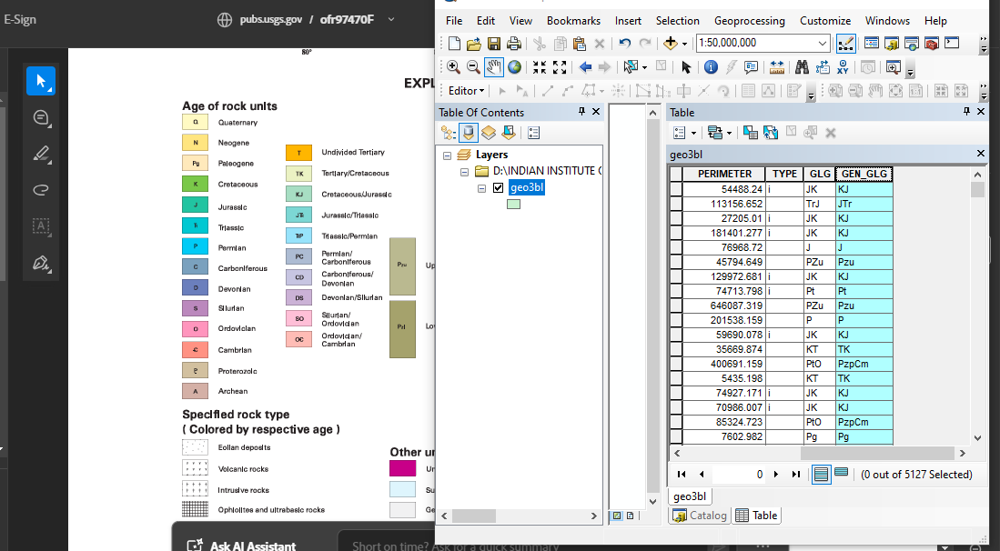 E-Sign
pubs.usgs.gov / ofr97470F
80°
EXPL
Age of rock units
Q Quaternary
N Neogene
Pg Paleogene
K Cretaceous
J Jurassic
Triassic
P Permian
C Carboniferous
D Devonian
S Silurian
O Ordovician
Cambrian
Proterozoic
A Archean
T Undivided Tertiary
TK Tertiary/Cretaceous
KJ Cretaceous/Jurassic
Jurassic/Triassic
Triassic/Permian
PC Permian/
Carboniferous
CD Carboniferous/
Devonian
DS Devonian/Silurian
SO Silurian/
Ordovician
OC Ordovician/
Cambrian
Pzu Up
Pzl Lo
Specified rock type
( Colored by respective age )
Eolian deposits
Volcanic rocks
Intrusive rocks
Ophiolites and ultrabasic rocks
Other un
Un
Su
Ge
Ask AI Assistant
Short on time? Ask for a quick summary
File Edit View Bookmarks Insert Selection Geoprocessing Customize Windows Help
1:50,000,000
Editor
Table Of Contents
Layers
D:\INDIAN INSTITUTE
geo3bl
Table
geo3bl
PERIMETER TYPE GLG GEN_GLG
54488.24 i JK KJ
113156.652 TrJ JTr
27205.01 i JK KJ
181401.277 i JK KJ
76968.72 J J
45794.649 PZu Pzu
129972.681 i JK KJ
74713.798 i Pt Pt
646087.319 PZu Pzu
201538.159 P P
59690.078 i JK KJ
35669.874 KT TK
400691.159 PtO PzpCm
5435.198 KT TK
74927.171 i JK KJ
70986.007 i JK KJ
85324.723 PtO PzpCm
7602.982 Pg Pg
0 (0 out of 5127 Selected)
geo3bl
Catalog Table